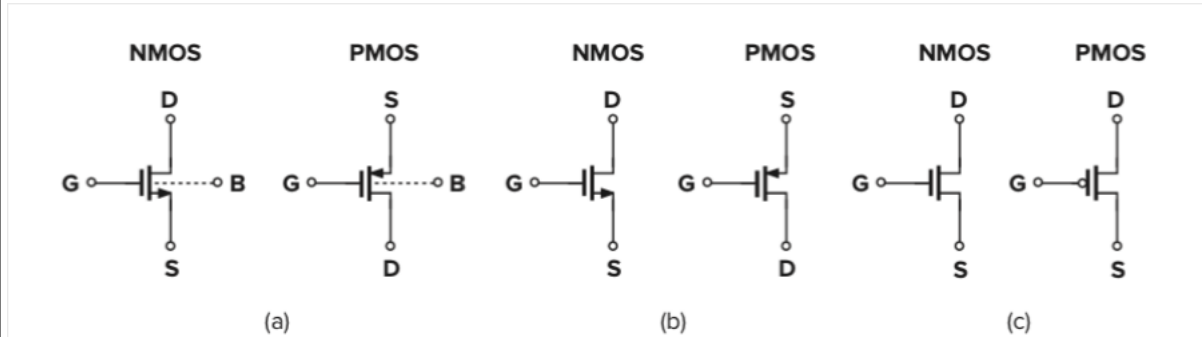 NMOS PMOS NMOS PMOS NMOS PMOS
D S D S D D
G B G B G G G G
S D S D S S
(a) (b) (c)